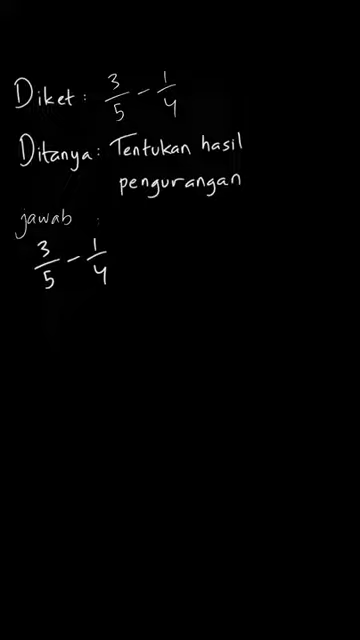 Diket : 3/5 - 1/4
Ditanya : Tentukan hasil
pengurangan
jawab :
3/5 - 1/4